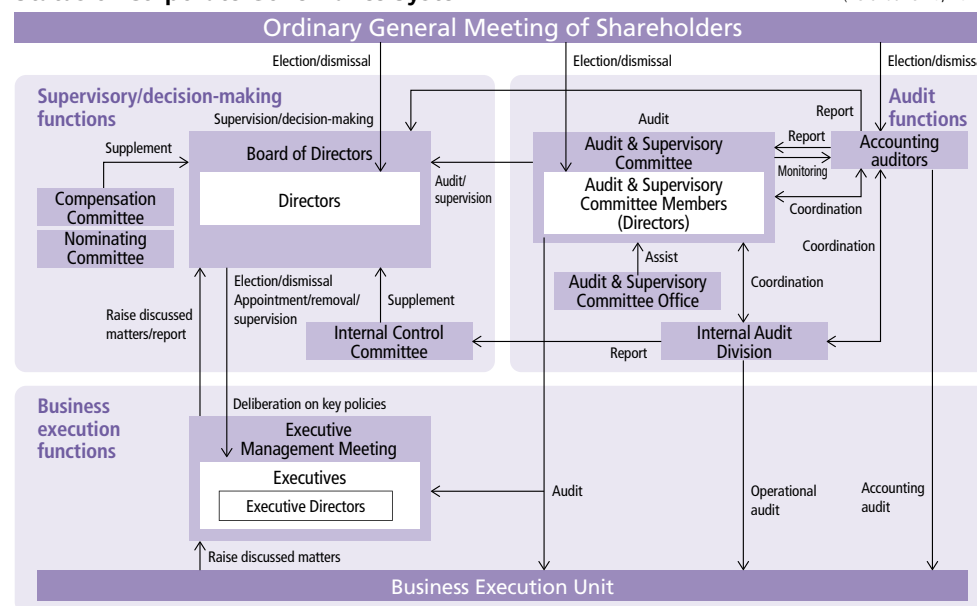 Ordinary General Meeting of Shareholders
Election/dismissal
Election/dismissal
Supervisory/decision-making
functions
Supervision/decision-making
Supplement
Board of Directors
Directors
Compensation
Committee
Nominating
Committee
Audit/
supervision
Election/dismissal
Appointment/removal/
supervision
Supplement
Raise discussed
matters/report
Internal Control
Committee
Audit
functions
Audit
Report
Report
Monitoring
Audit & Supervisory
Committee
Audit & Supervisory
Committee Members
(Directors)
Accounting
auditors
Coordination
Coordination
Assist
Audit & Supervisory
Committee Office
Coordination
Internal Audit
Division
Report
Business
execution
functions
Deliberation on key policies
Executive
Management Meeting
Executives
Executive Directors
Audit
Operational
audit
Accounting
audit
Raise discussed matters
Business Execution Unit